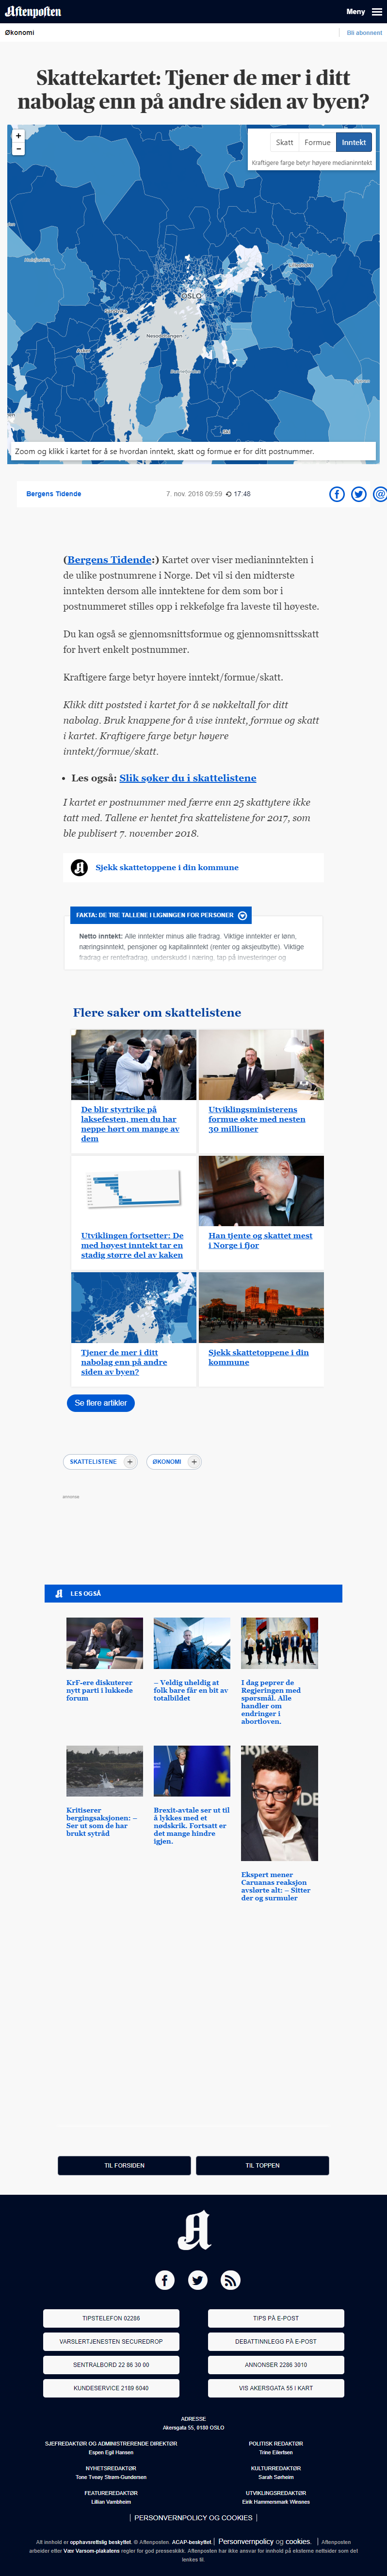 Aftenposten
Meny
Økonomi
Bli abonnent
Skattekartet: Tjener de mer i ditt
nabolag enn på andre siden av byen?
+
−
Skatt Formue Inntekt
Kraftigere farge betyr høyere medianinntekt
OSLO
Nesoddtangen
Ski
Zoom og klikk i kartet for å se hvordan inntekt, skatt og formue er for ditt postnummer.
Bergens Tidende
7. nov. 2018 09:59 17:48
(Bergens Tidende:) Kartet over viser medianinntekten i
de ulike postnumrene i Norge. Det vil si den midterste
inntekten dersom alle inntektene for dem som bor i
postnummeret stilles opp i rekkefølge fra laveste til høyeste.
Du kan også se gjennomsnittsformue og gjennomsnittsskatt
for hvert enkelt postnummer.
Kraftigere farge betyr høyere inntekt/formue/skatt.
Klikk ditt poststed i kartet for å se nøkkeltall for ditt
nabolag. Bruk knappene for å vise inntekt, formue og skatt
i kartet. Kraftigere farge betyr høyere
inntekt/formue/skatt.
• Les også: Slik søker du i skattelistene
I kartet er postnummer med færre enn 25 skattytere ikke
tatt med. Tallene er hentet fra skattelistene for 2017, som
ble publisert 7. november 2018.
Sjekk skattetoppene i din kommune
FAKTA: DE TRE TALLENE I LIGNINGEN FOR PERSONER
Netto inntekt: Alle inntekter minus alle fradrag. Viktige inntekter er lønn,
næringsinntekt, pensjoner og kapitalinntekt (renter og aksjeutbytte). Viktige
fradrag er rentefradrag, underskudd i næring, tap på investeringer og
Flere saker om skattelistene
De blir styrtrike på
laksefesten, men du har
neppe hørt om mange av
dem
Utviklingsministerens
formue økte med nesten
30 millioner
Utviklingen fortsetter: De
med høyest inntekt tar en
stadig større del av kaken
Han tjente og skattet mest
i Norge i fjor
Tjener de mer i ditt
nabolag enn på andre
siden av byen?
Sjekk skattetoppene i din
kommune
Se flere artikler
SKATTELISTENE + ØKONOMI +
annonse
LES OGSÅ
KrF-ere diskuterer
nytt parti i lukkede
forum
– Veldig uheldig at
folk bare får en bit av
totalbildet
I dag peprer de
Regjeringen med
spørsmål. Alle
handler om
endringer i
abortloven.
Kritiserer
bergingsaksjonen: –
Ser ut som de har
brukt sytråd
Brexit-avtale ser ut til
å lykkes med et
nødskrik. Fortsatt er
det mange hindre
igjen.
Ekspert mener
Caruanas reaksjon
avslørte alt: – Sitter
der og surmuler
TIL FORSIDEN
TIL TOPPEN
TIPSTELEFON 02286
TIPS PÅ E-POST
VARSLERTJENESTEN SECUREDROP
DEBATTINNLEGG PÅ E-POST
SENTRALBORD 22 86 30 00
ANNONSER 2286 3010
KUNDESERVICE 2189 6040
VIS AKERSGATA 55 I KART
ADRESSE
Akersgata 55, 0180 OSLO
SJEFREDAKTØR OG ADMINISTRERENDE DIREKTØR
Espen Egil Hansen
POLITISK REDAKTØR
Trine Eilertsen
NYHETSREDAKTØR
Tone Tveøy Strøm-Gundersen
KULTURREDAKTØR
Sarah Sørheim
FEATUREREDAKTØR
Lillian Vambheim
UTVIKLINGSREDAKTØR
Eirik Hammersmark Winsnes
| PERSONVERNPOLICY OG COOKIES |
Alt innhold er opphavsrettslig beskyttet. © Aftenposten. ACAP-beskyttet. | Personvernpolicy og cookies. | Aftenposten
arbeider etter Vær Varsom-plakatens regler for god presseskikk. Aftenposten har ikke ansvar for innhold på eksterne nettsider som det
lenkes til.